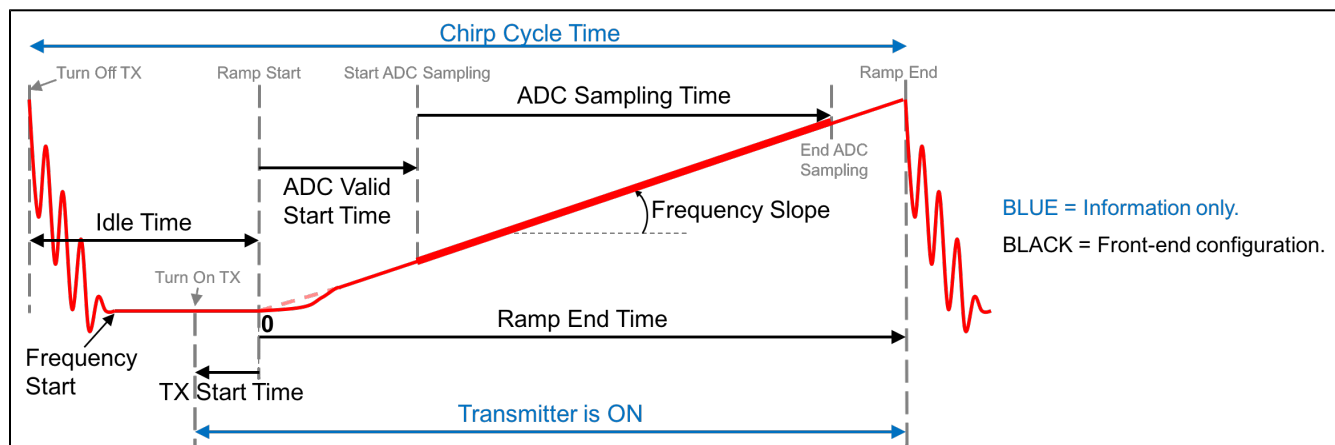 Chirp Cycle Time
Turn Off TX
Ramp Start
Start ADC Sampling
Ramp End
ADC Sampling Time
End ADC
Sampling
ADC Valid
Start Time
Frequency Slope
Idle Time
BLUE = Information only.
BLACK = Front-end configuration.
Turn On TX
0
Ramp End Time
Frequency
Start
TX Start Time
Transmitter is ON